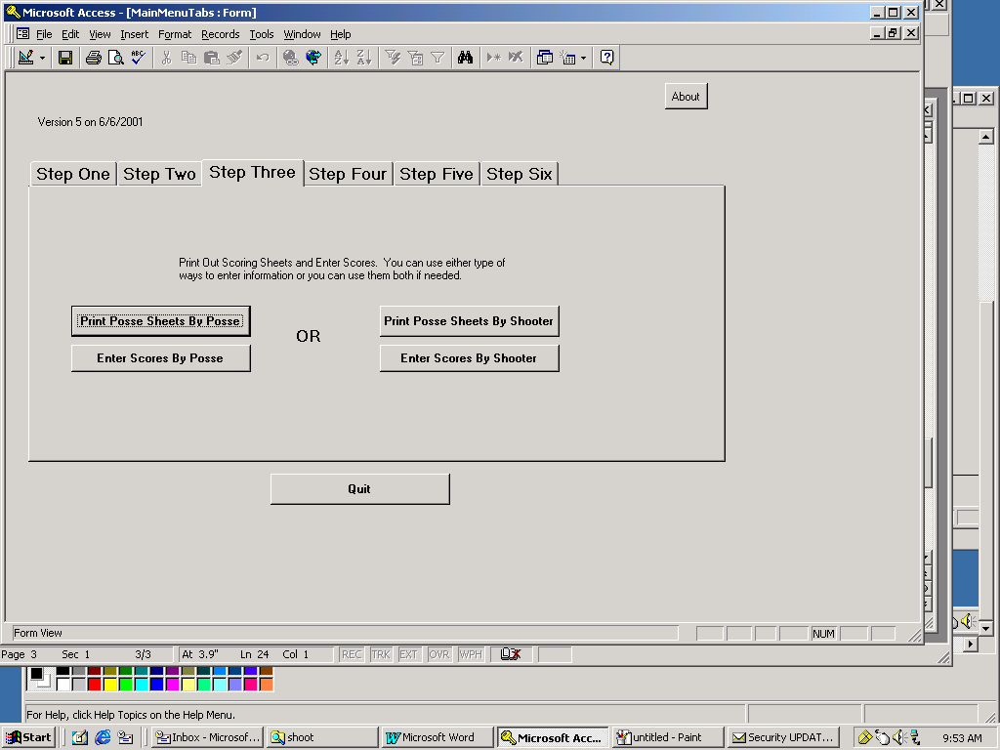 Microsoft Access - [MainMenuTabs : Form]
File Edit View Insert Format Records Tools Window Help
About
Version 5 on 6/6/2001
Step One Step Two Step Three Step Four Step Five Step Six
Print Out Scoring Sheets and Enter Scores. You can use either type of
ways to enter information or you can use them both if needed.
Print Posse Sheets By Posse
OR
Print Posse Sheets By Shooter
Enter Scores By Posse
Enter Scores By Shooter
Quit
Form View
NUM
Page 3 Sec 1 3/3 At 3.9" Ln 24 Col 1 REC TRK EXT OVR WPH
For Help, click Help Topics on the Help Menu.
Start Inbox - Microsof... shoot Microsoft Word Microsoft Acc... untitled - Paint Security UPDAT... 9:53 AM